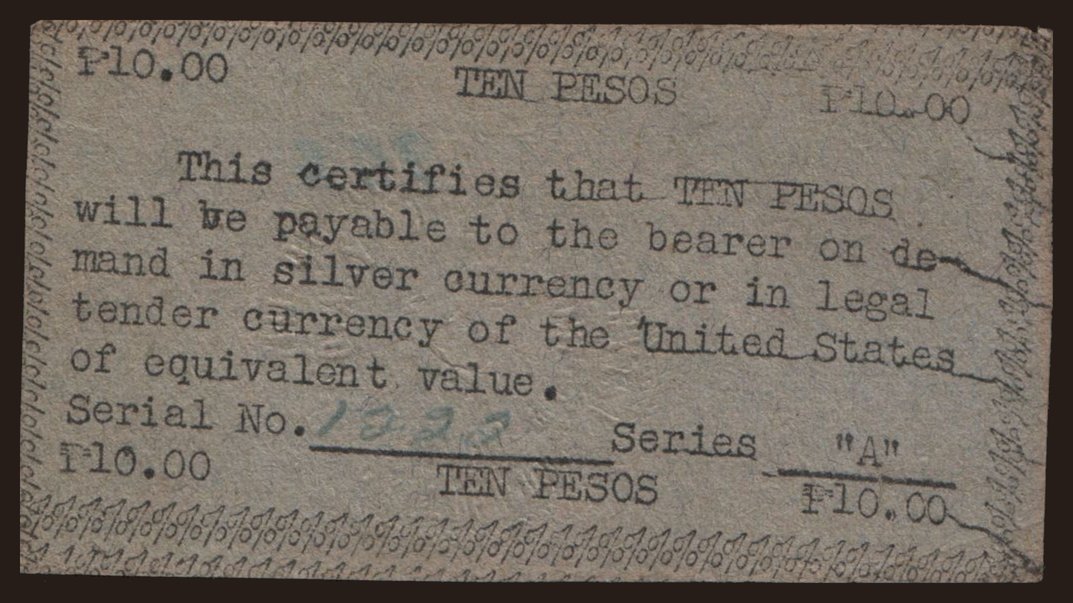 ₱10.00 TEN PESOS ₱10.00
This certifies that TEN PESOS
will be payable to the bearer on de-
mand in silver currency or in legal
tender currency of the United States
of equivalent value.
Serial No. 1222 Series "A"
₱10.00 TEN PESOS ₱10.00